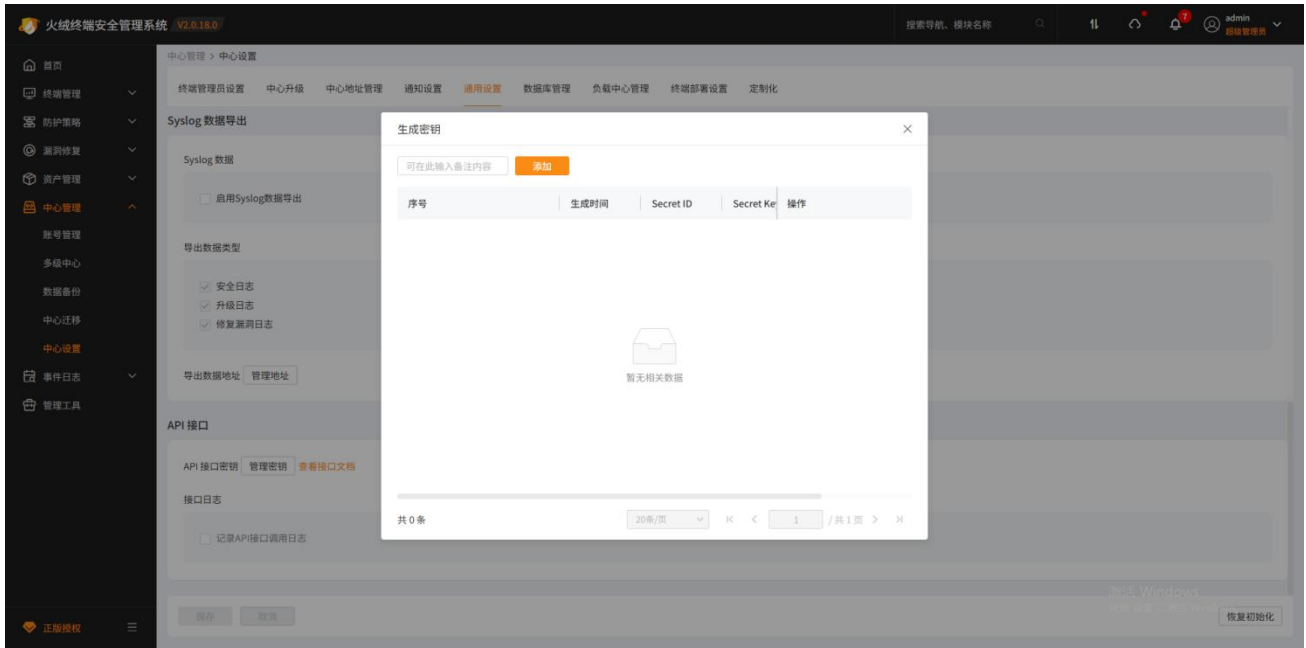 火绒终端安全管理系统 V2.0.18.0
搜索导航、模块名称
7
admin
超级管理员
首页
终端管理
防护策略
漏洞修复
资产管理
中心管理
账号管理
多级中心
数据备份
中心迁移
中心设置
事件日志
管理工具
正版授权
中心管理 > 中心设置
终端管理员设置 中心升级 中心地址管理 通知设置 通用设置 数据库管理 负载中心管理 终端部署设置 定制化
Syslog 数据导出
Syslog 数据
启用Syslog数据导出
导出数据类型
安全日志
升级日志
修复漏洞日志
导出数据地址 管理地址
API 接口
API 接口密钥 管理密钥 查看接口文档
接口日志
记录API接口调用日志
保存 取消
恢复初始化
生成密钥
可在此输入备注内容 添加
序号 生成时间 Secret ID Secret Key 操作
暂无相关数据
共 0 条 20条/页 1 / 共 1 页
激活 Windows